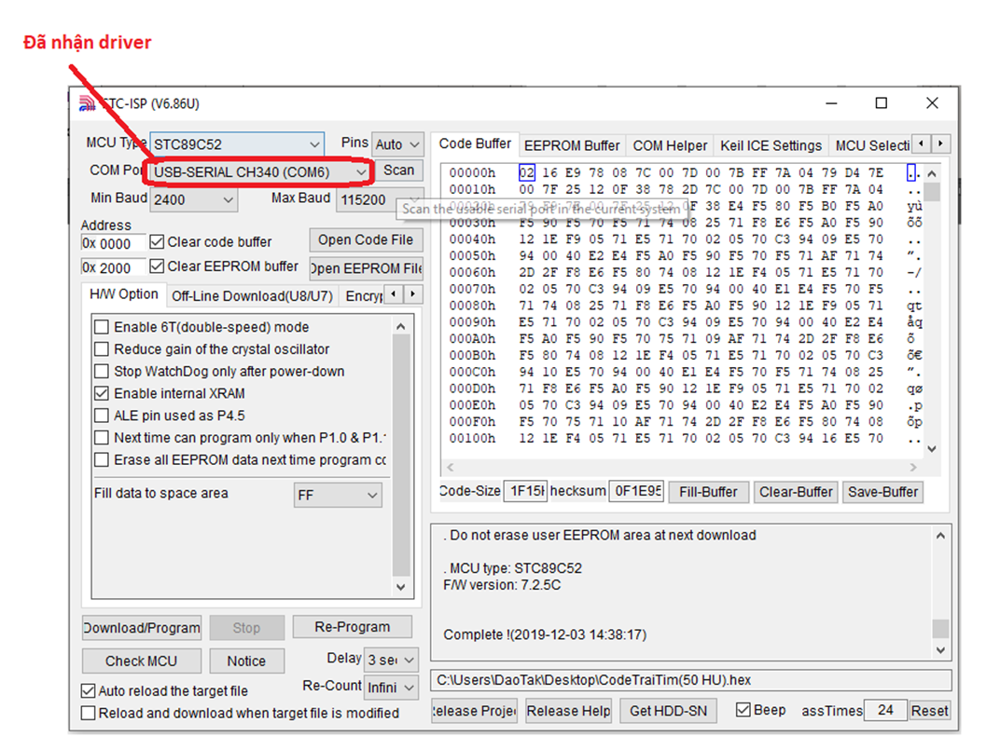 Đã nhận driver
STC-ISP (V6.86U)
MCU Type STC89C52 Pins Auto
COM Port USB-SERIAL CH340 (COM6) Scan
Min Baud 2400 Max Baud 115200
Scan the usable serial port in the current system
Address
0x 0000 Clear code buffer Open Code File
0x 2000 Clear EEPROM buffer Open EEPROM File
H/W Option Off-Line Download(U8/U7) Encryp
Enable 6T(double-speed) mode
Reduce gain of the crystal oscillator
Stop WatchDog only after power-down
Enable internal XRAM
ALE pin used as P4.5
Next time can program only when P1.0 & P1.
Erase all EEPROM data next time program co
Fill data to space area FF
Download/Program Stop Re-Program
Check MCU Notice Delay 3 sec
Auto reload the target file Re-Count Infini
Reload and download when target file is modified
Code Buffer EEPROM Buffer COM Helper Keil ICE Settings MCU Selecti
00000h 02 16 E9 78 08 7C 00 7D 00 7B FF 7A 04 79 D4 7E ..
00010h 00 7F 25 12 0F 38 78 2D 7C 00 7D 00 7B FF 7A 04 ..
0F 38 E4 F5 80 F5 B0 F5 A0 yù
00030h F5 90 F5 70 F5 71 74 08 25 71 F8 E6 F5 A0 F5 90 õõ
00040h 12 1E EF 09 05 71 E5 71 70 02 05 70 C3 94 09 E5 70 ..
00050h 94 00 40 E2 E4 F5 A0 F5 90 F5 70 F5 71 AF 71 74 ”.
00060h 2D 2F F8 E6 F5 80 74 08 12 1E F4 05 71 E5 71 70 -/
00070h 02 05 70 C3 94 09 E5 70 94 00 40 E1 E4 F5 70 F5 ..
00080h 71 74 08 25 71 F8 E6 F5 A0 F5 90 12 1E F9 05 71 qt
00090h E5 71 70 02 05 70 C3 94 09 E5 70 94 00 40 E2 E4 åq
000A0h F5 A0 F5 90 F5 70 75 71 09 AF 71 74 2D 2F F8 E6 õ
000B0h F5 80 74 08 12 1E F4 05 71 E5 71 70 02 05 70 C3 õ€
000C0h 94 10 E5 70 94 00 40 E1 E4 F5 70 F5 71 74 08 25 ”.
000D0h 71 F8 E6 F5 A0 F5 90 12 1E F9 05 71 E5 71 70 02 qø
000E0h 05 70 C3 94 09 E5 70 94 00 40 E2 E4 F5 A0 F5 90 .p
000F0h F5 70 75 71 10 AF 71 74 2D 2F F8 E6 F5 80 74 08 õp
00100h 12 1E F4 05 71 E5 71 70 02 05 70 C3 94 16 E5 70 ..
Code-Size 1F15H hecksum 0F1E95 Fill-Buffer Clear-Buffer Save-Buffer
. Do not erase user EEPROM area at next download
. MCU type: STC89C52
F/W version: 7.2.5C
Complete !(2019-12-03 14:38:17)
C:\Users\DaoTak\Desktop\CodeTraiTim(50 HU).hex
elease Projec Release Help Get HDD-SN Beep assTimes 24 Reset